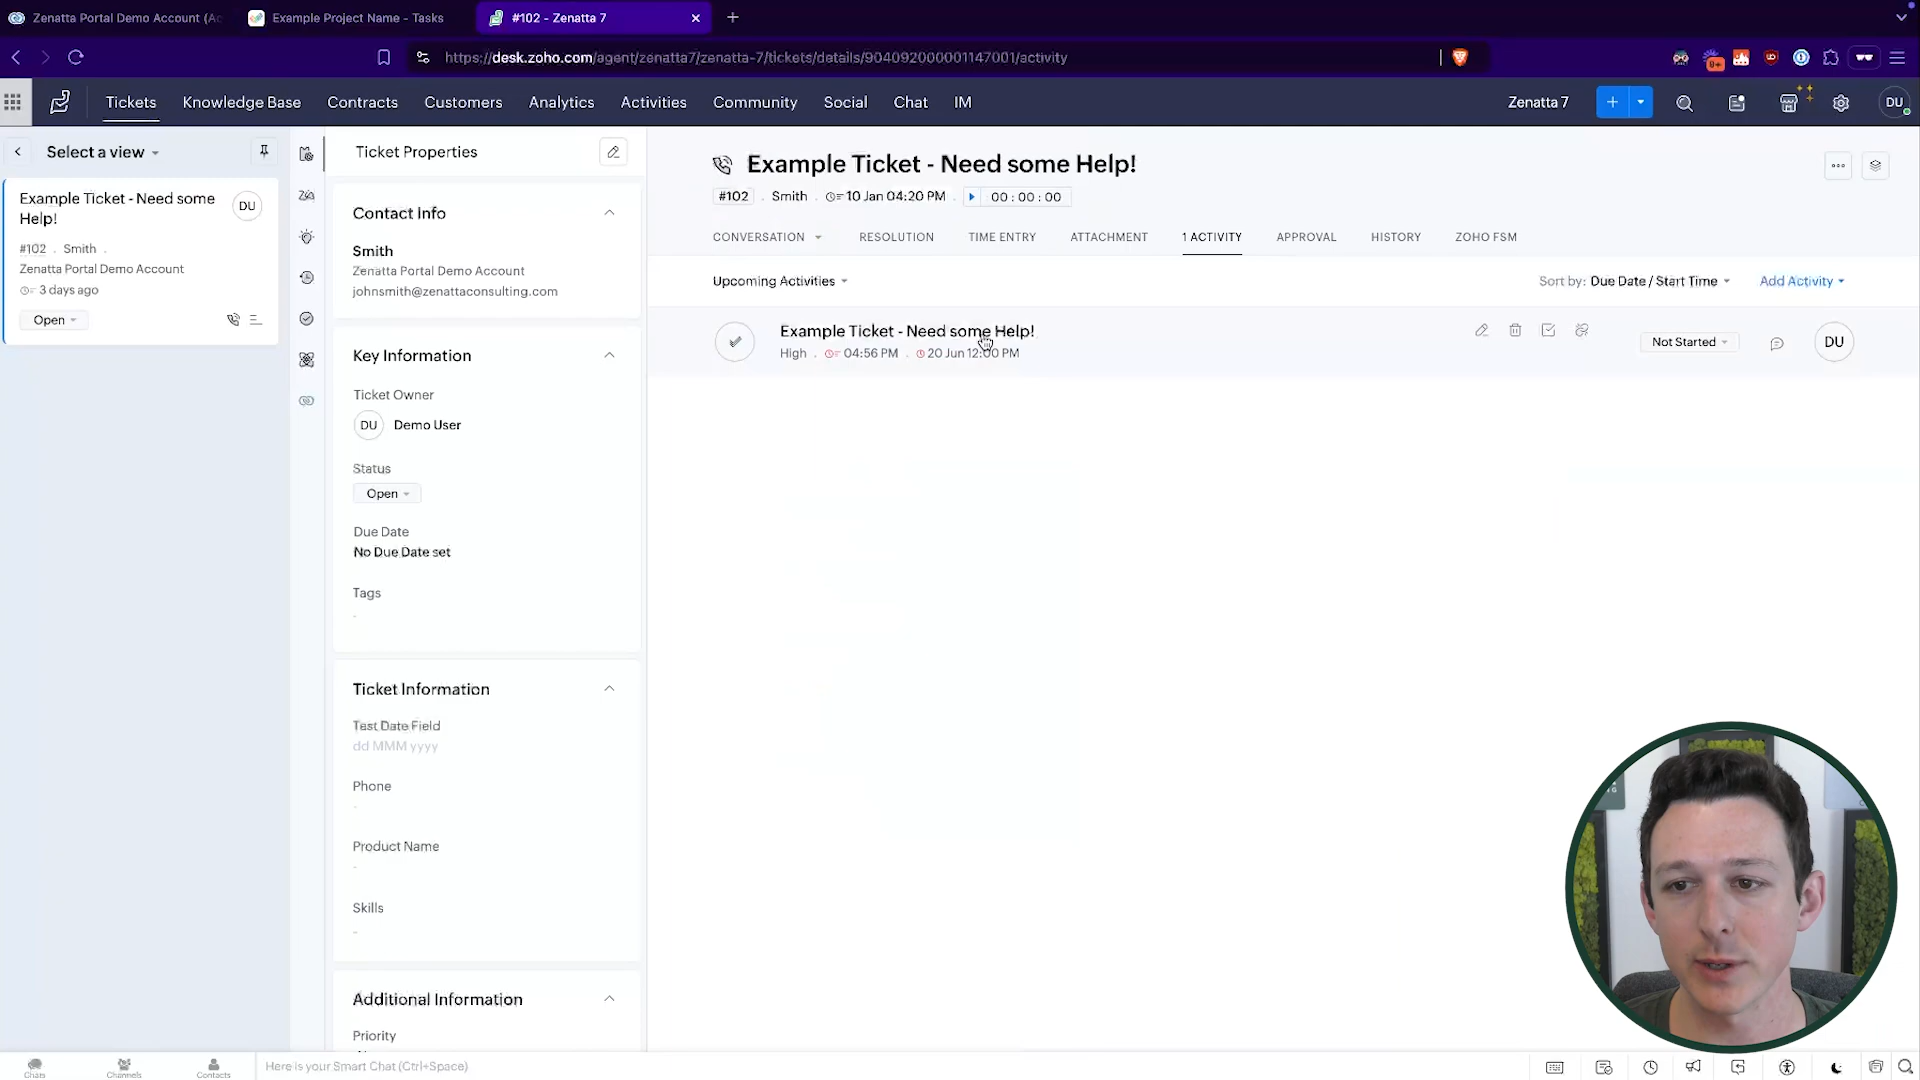 Zenatta Portal Demo Account (Ac
Example Project Name - Tasks
#102 - Zenatta 7
https://desk.zoho.com/agent/zenatta7/zenatta-7/tickets/details/904092000001147001/activity
9+
Tickets
Knowledge Base
Contracts
Customers
Analytics
Activities
Community
Social
Chat
IM
Zenatta 7
DU
Select a view
Example Ticket - Need some
Help!
DU
#102 . Smith .
Zenatta Portal Demo Account
3 days ago
Open
Ticket Properties
Contact Info
Smith
Zenatta Portal Demo Account
johnsmith@zenattaconsulting.com
Key Information
Ticket Owner
DU Demo User
Status
Open
Due Date
No Due Date set
Tags
-
Ticket Information
Test Date Field
dd MMM yyyy
Phone
-
Product Name
-
Skills
-
Additional Information
Priority
Example Ticket - Need some Help!
#102 . Smith . 10 Jan 04:20 PM . 00 : 00 : 00
CONVERSATION
RESOLUTION
TIME ENTRY
ATTACHMENT
1 ACTIVITY
APPROVAL
HISTORY
ZOHO FSM
Upcoming Activities
Sort by: Due Date / Start Time
Add Activity
Example Ticket - Need some Help!
High . 04:56 PM . 20 Jun 12:00 PM
Not Started
DU
Chats
Channels
Contacts
Here is your Smart Chat (Ctrl+Space)